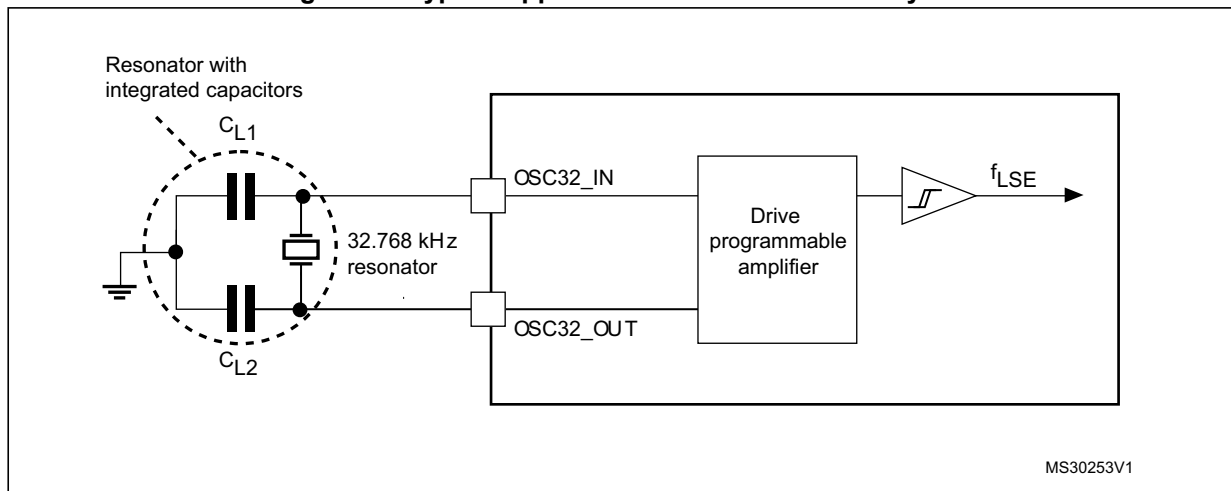 Resonator with
integrated capacitors
CL1
OSC32_IN
fLSE
Drive
programmable
amplifier
32.768 kHz
resonator
OSC32_OUT
CL2
MS30253V1